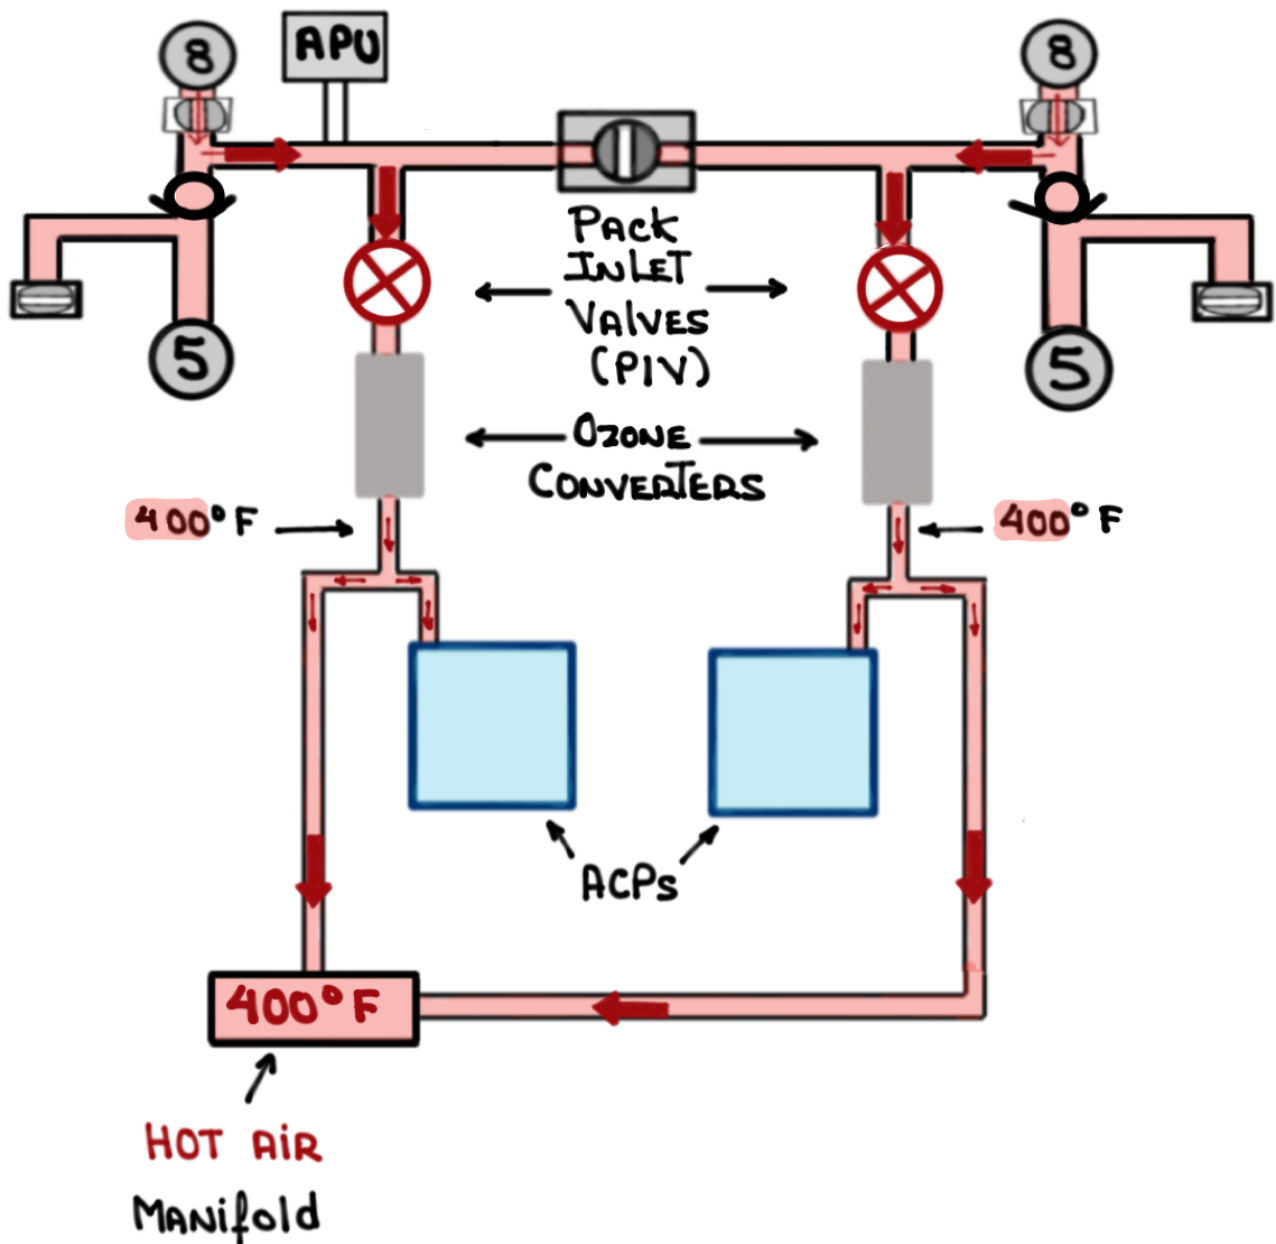 8
APU
8
PACK
INLET
VALVES
(PIV)
5
5
OZONE
CONVERTERS
400° F
400° F
ACPs
400° F
HOT AiR
MANifold